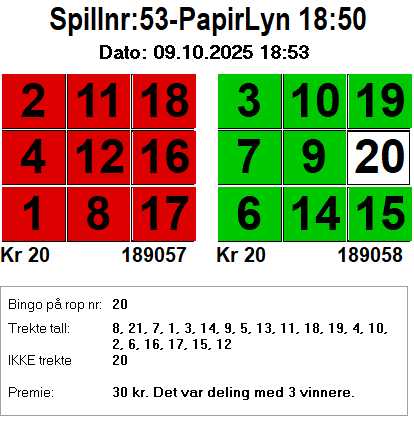 Spillnr:53-PapirLyn 18:50
Dato: 09.10.2025 18:53
2 11 18 3 10 19
4 12 16 7 9 20
1 8 17 6 14 15
Kr 20 189057 Kr 20 189058
Bingo på rop nr: 20
Trekte tall: 8, 21, 7, 1, 3, 14, 9, 5, 13, 11, 18, 19, 4, 10,
2, 6, 16, 17, 15, 12
IKKE trekte 20
Premie: 30 kr. Det var deling med 3 vinnere.